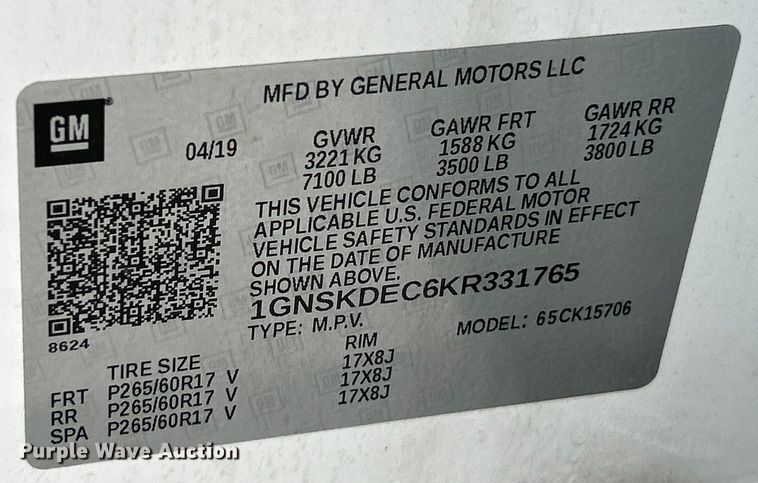 MFD BY GENERAL MOTORS LLC
GM
04/19
GVWR
3221 KG
7100 LB
GAWR FRT
1588 KG
3500 LB
GAWR RR
1724 KG
3800 LB
THIS VEHICLE CONFORMS TO ALL
APPLICABLE U.S. FEDERAL MOTOR
VEHICLE SAFETY STANDARDS IN EFFECT
ON THE DATE OF MANUFACTURE
SHOWN ABOVE.
1GNSKDEC6KR331765
TYPE: M.P.V.
MODEL: 65CK15706
8624
TIRE SIZE
RIM
FRT P265/60R17 V 17X8J
RR P265/60R17 V 17X8J
SPA P265/60R17 V 17X8J
Purple Wave Auction